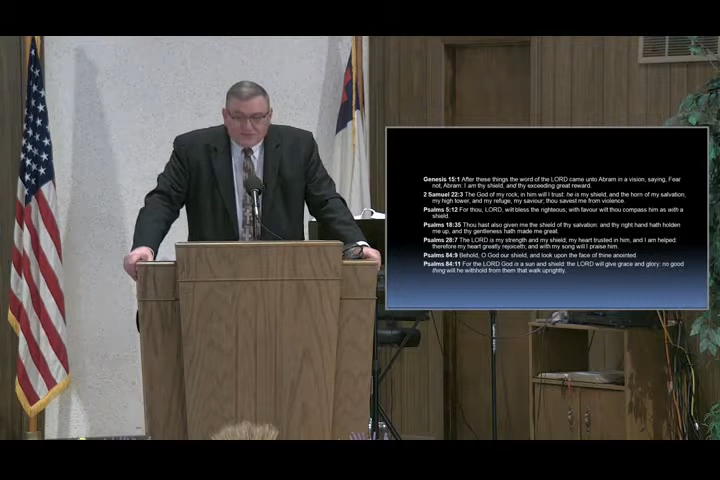 Genesis 15:1 After these things the word of the LORD came unto Abram in a vision, saying, Fear
not, Abram: I am thy shield, and thy exceeding great reward.
2 Samuel 22:3 The God of my rock; in him will I trust: he is my shield, and the horn of my salvation,
my high tower, and my refuge, my saviour; thou savest me from violence.
Psalms 5:12 For thou, LORD, wilt bless the righteous; with favour wilt thou compass him as with a
shield.
Psalms 18:35 Thou hast also given me the shield of thy salvation: and thy right hand hath holden
me up, and thy gentleness hath made me great.
Psalms 28:7 The LORD is my strength and my shield; my heart trusted in him, and I am helped:
therefore my heart greatly rejoiceth; and with my song will I praise him.
Psalms 84:9 Behold, O God our shield, and look upon the face of thine anointed.
Psalms 84:11 For the LORD God is a sun and shield: the LORD will give grace and glory: no good
thing will he withhold from them that walk uprightly.